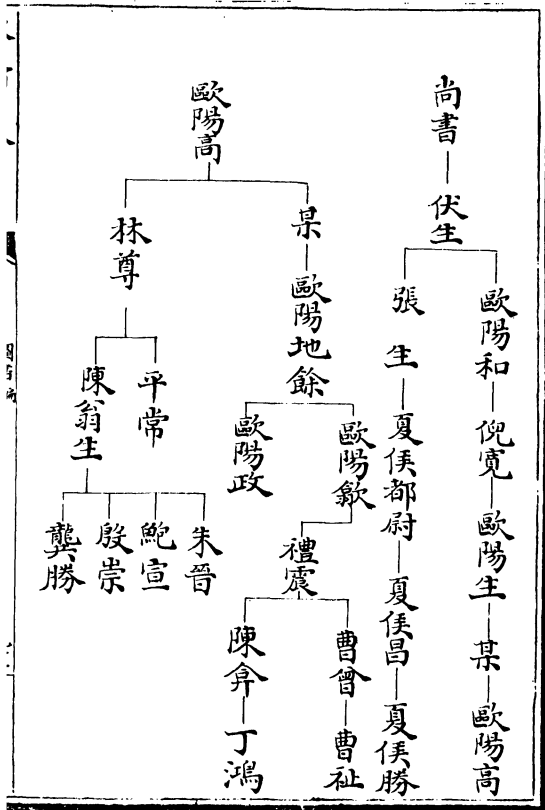 尚書
伏生
歐陽和
倪寛
歐陽生
某
歐陽高
張生
夏侯都尉
夏侯昌
夏侯勝
歐陽高
某
歐陽地餘
歐陽歙
禮震
曹曾
曹祉
陳弇
丁鴻
歐陽政
林尊
平常
陳翁生
朱晉
鮑宣
殷崇
龔勝